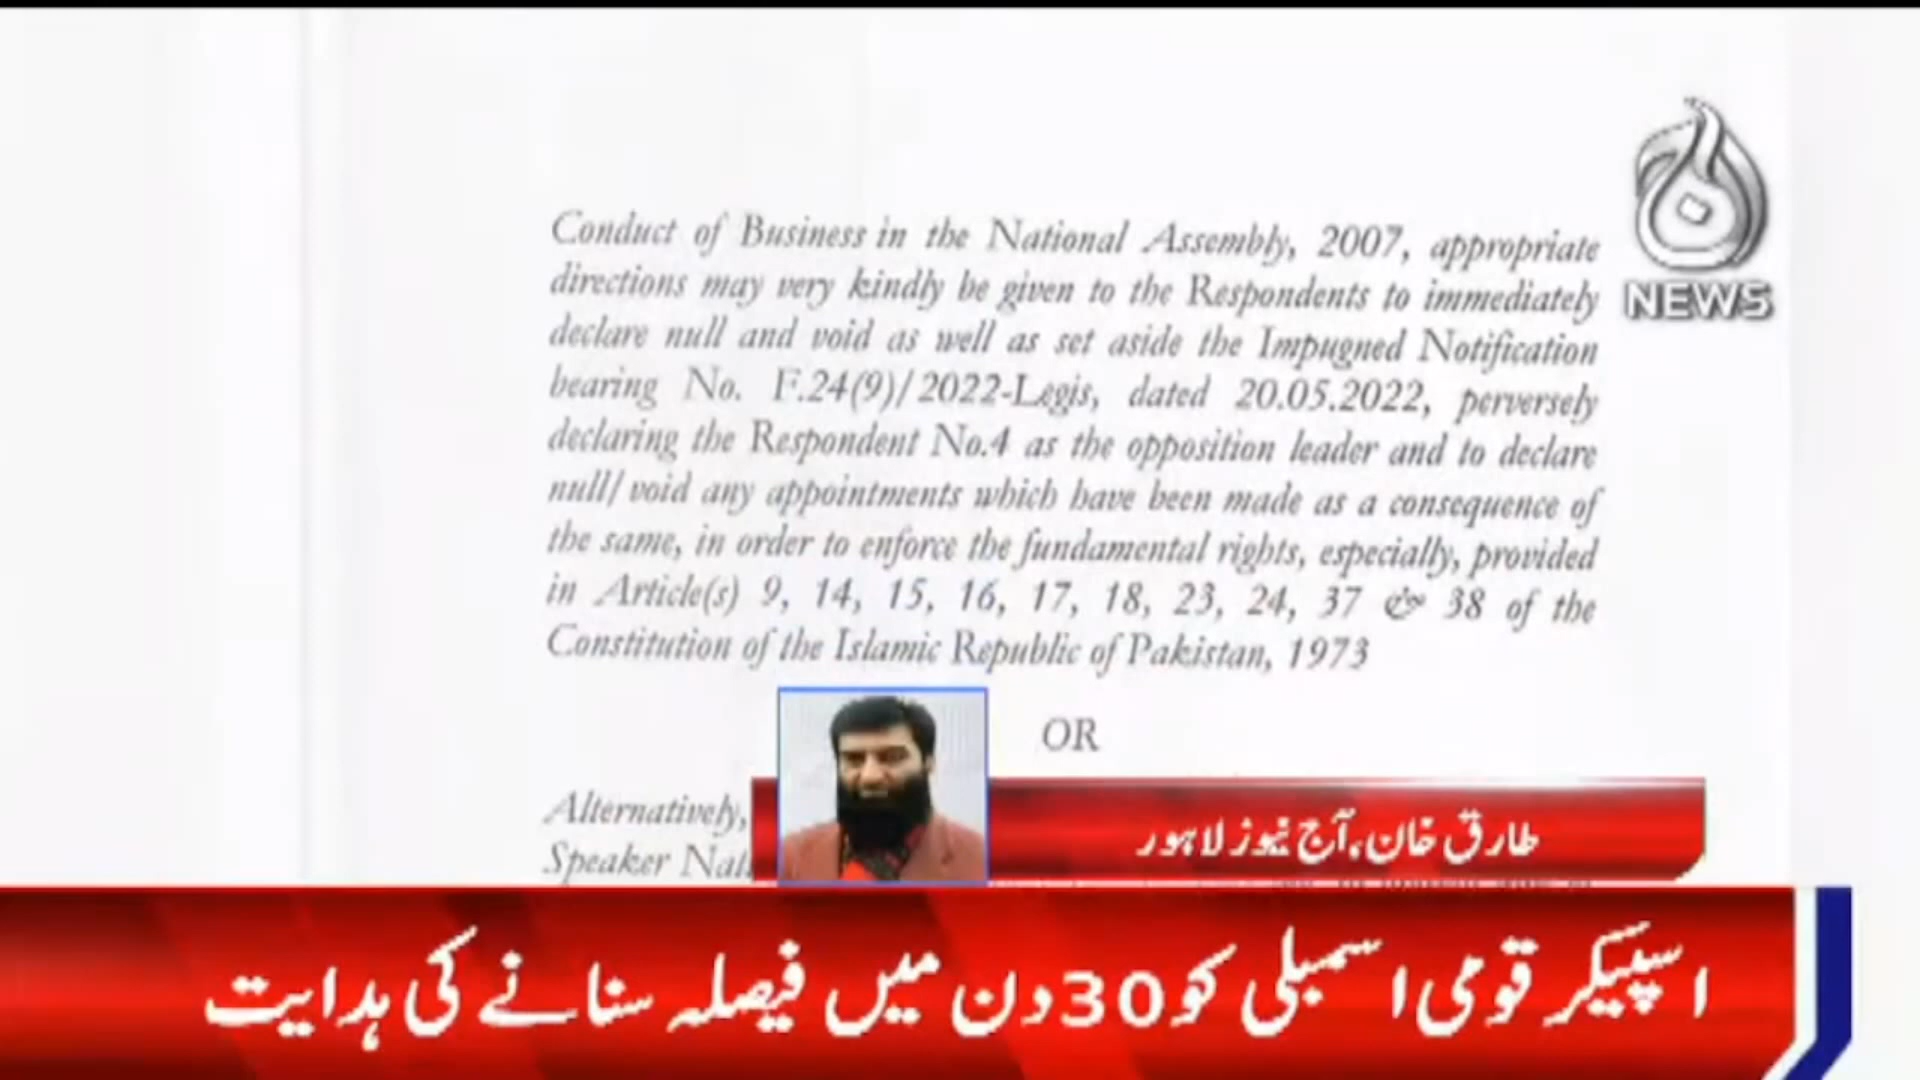 Conduct of Business in the National Assembly, 2007, appropriate
directions may very kindly be given to the Respondents to immediately
declare null and void as well as set aside the Impugned Notification
bearing No. F.24(9)/2022-Legis, dated 20.05.2022, perversely
declaring the Respondent No.4 as the opposition leader and to declare
null/void any appointments which have been made as a consequence of
the same, in order to enforce the fundamental rights, especially, provided
in Article(s) 9, 14, 15, 16, 17, 18, 23, 24, 37 & 38 of the
Constitution of the Islamic Republic of Pakistan, 1973
OR
Alternatively,
Speaker
آج
NEWS
طارق خان، آج نیوز لاہور
اسپیکر قومی اسمبلی کو 30 دن میں فیصلہ سنانے کی ہدایت